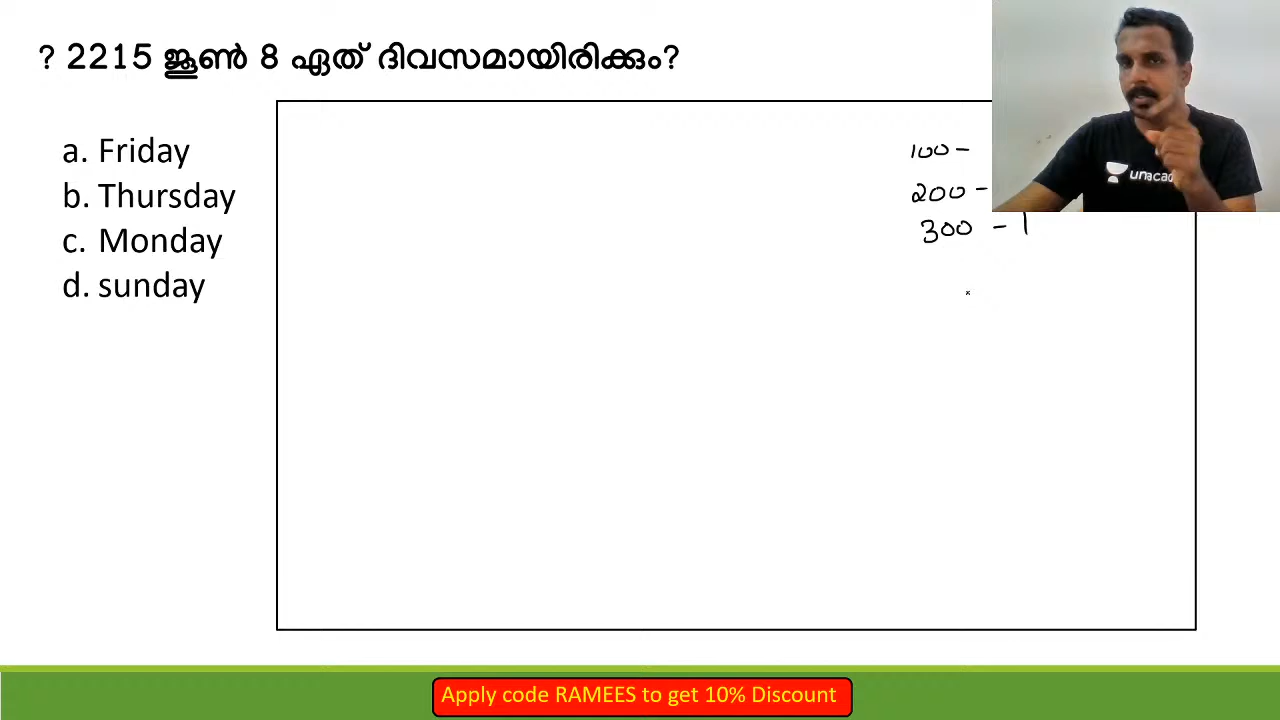 ? 2215 ജൂൺ 8 ഏത് ദിവസമായിരിക്കും?
a. Friday
b. Thursday
c. Monday
d. sunday
100 -
200 -
300 - 1
unacad
Apply code RAMEES to get 10% Discount